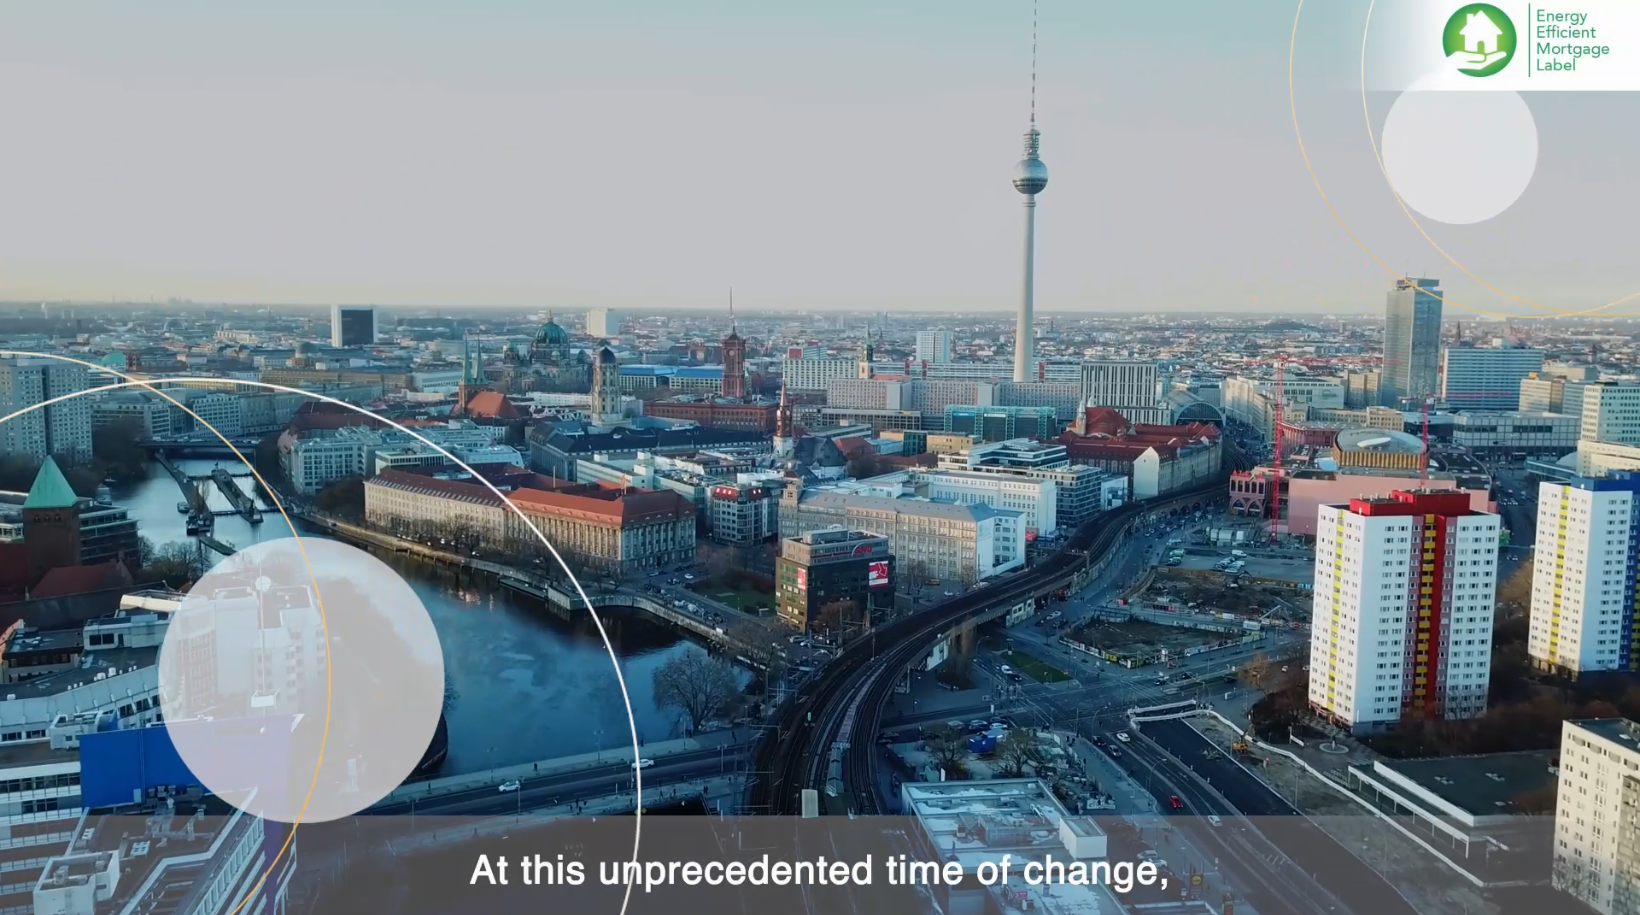 Energy
Efficient
Mortgage
Label
At this unprecedented time of change,